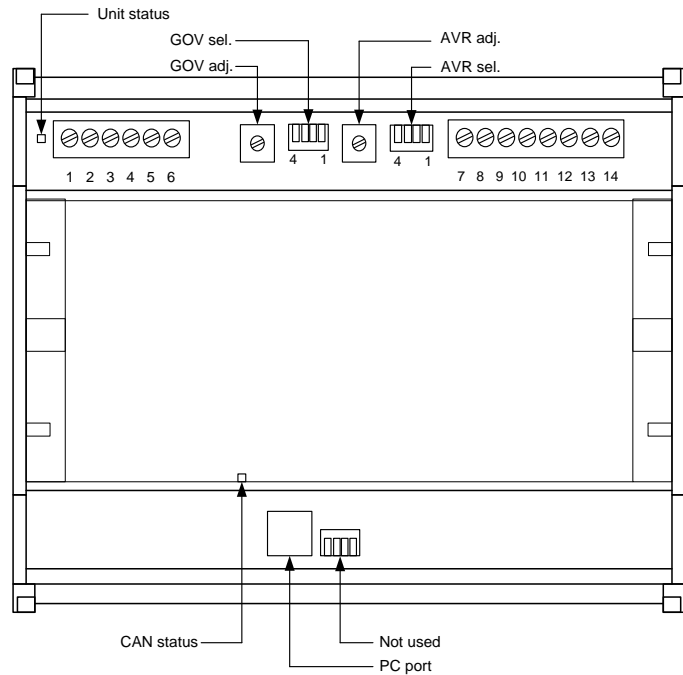 Unit status
GOV sel.
AVR adj.
GOV adj.
AVR sel.
4 1 4 1
1 2 3 4 5 6 7 8 9 10 11 12 13 14
CAN status
Not used
PC port